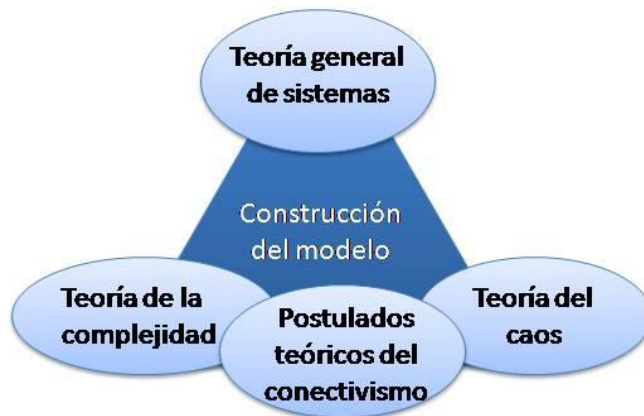 Teoría general
de sistemas
Construcción
del modelo
Teoría de la
complejidad
Postulados
teóricos del
conectivismo
Teoría del
caos